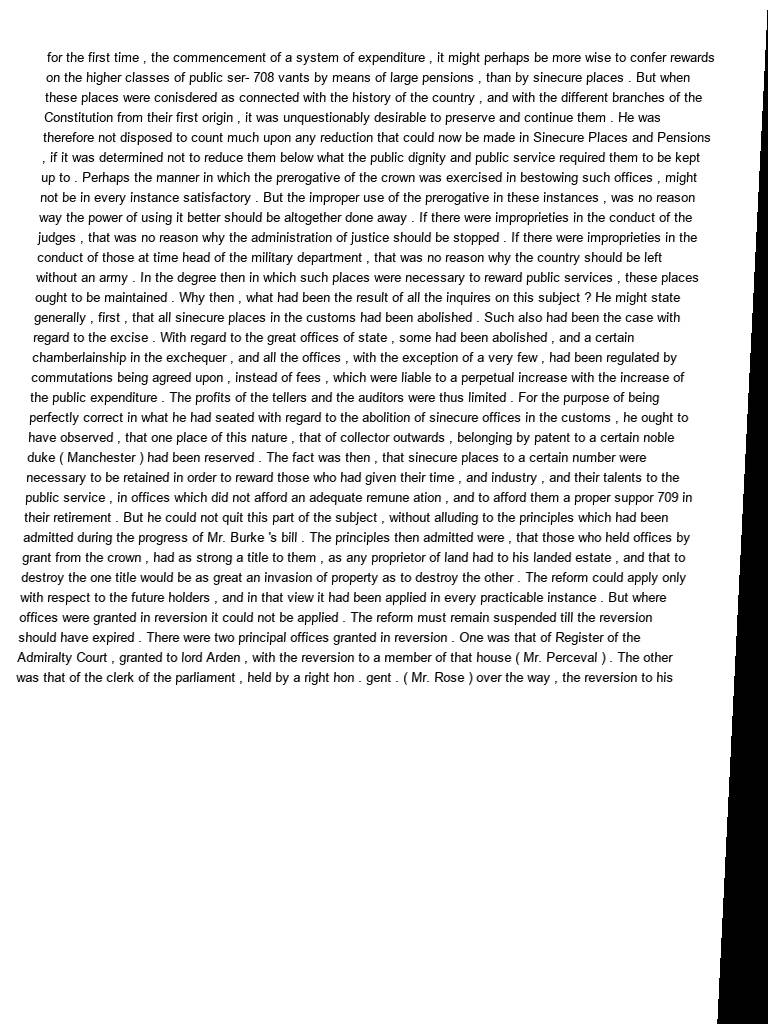 for the first time , the commencement of a system of expenditure , it might perhaps be more wise to confer rewards
on the higher classes of public ser- 708 vants by means of large pensions , than by sinecure places . But when
these places were conisdered as connected with the history of the country , and with the different branches of the
Constitution from their first origin , it was unquestionably desirable to preserve and continue them . He was
therefore not disposed to count much upon any reduction that could now be made in Sinecure Places and Pensions
, if it was determined not to reduce them below what the public dignity and public service required them to be kept
up to . Perhaps the manner in which the prerogative of the crown was exercised in bestowing such offices , might
not be in every instance satisfactory . But the improper use of the prerogative in these instances , was no reason
way the power of using it better should be altogether done away . If there were improprieties in the conduct of the
judges , that was no reason why the administration of justice should be stopped . If there were improprieties in the
conduct of those at time head of the military department , that was no reason why the country should be left
without an army . In the degree then in which such places were necessary to reward public services , these places
ought to be maintained . Why then , what had been the result of all the inquires on this subject ? He might state
generally , first , that all sinecure places in the customs had been abolished . Such also had been the case with
regard to the excise . With regard to the great offices of state , some had been abolished , and a certain
chamberlainship in the exchequer , and all the offices , with the exception of a very few , had been regulated by
commutations being agreed upon , instead of fees , which were liable to a perpetual increase with the increase of
the public expenditure . The profits of the tellers and the auditors were thus limited . For the purpose of being
perfectly correct in what he had seated with regard to the abolition of sinecure offices in the customs , he ought to
have observed , that one place of this nature , that of collector outwards , belonging by patent to a certain noble
duke ( Manchester ) had been reserved . The fact was then , that sinecure places to a certain number were
necessary to be retained in order to reward those who had given their time , and industry , and their talents to the
public service , in offices which did not afford an adequate remune ation , and to afford them a proper suppor 709 in
their retirement . But he could not quit this part of the subject , without alluding to the principles which had been
admitted during the progress of Mr. Burke 's bill . The principles then admitted were , that those who held offices by
grant from the crown , had as strong a title to them , as any proprietor of land had to his landed estate , and that to
destroy the one title would be as great an invasion of property as to destroy the other . The reform could apply only
with respect to the future holders , and in that view it had been applied in every practicable instance . But where
offices were granted in reversion it could not be applied . The reform must remain suspended till the reversion
should have expired . There were two principal offices granted in reversion . One was that of Register of the
Admiralty Court , granted to lord Arden , with the reversion to a member of that house ( Mr. Perceval ) . The other
was that of the clerk of the parliament , held by a right hon . gent . ( Mr. Rose ) over the way , the reversion to his